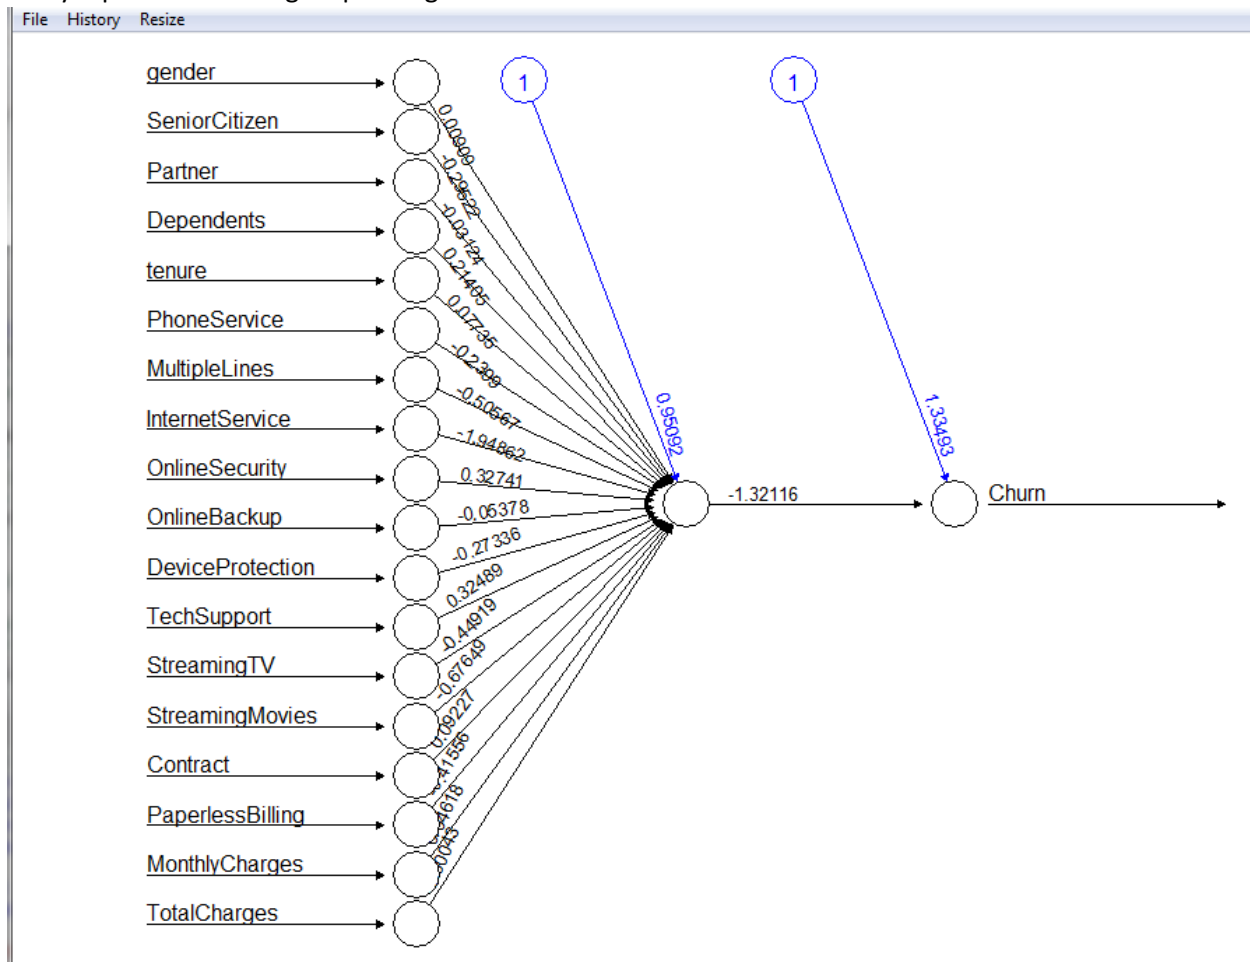 File History Resize
gender
SeniorCitizen
Partner
Dependents
tenure
PhoneService
MultipleLines
InternetService
OnlineSecurity
OnlineBackup
DeviceProtection
TechSupport
StreamingTV
StreamingMovies
Contract
PaperlessBilling
MonthlyCharges
TotalCharges
1
1
0.00909
-0.29522
-0.03124
0.21405
0.07735
-0.2399
-0.50567
-1.94862
0.32741
-0.05378
-0.27336
0.32489
-0.44919
-0.67649
0.95092
-1.32116
1.33493
Churn